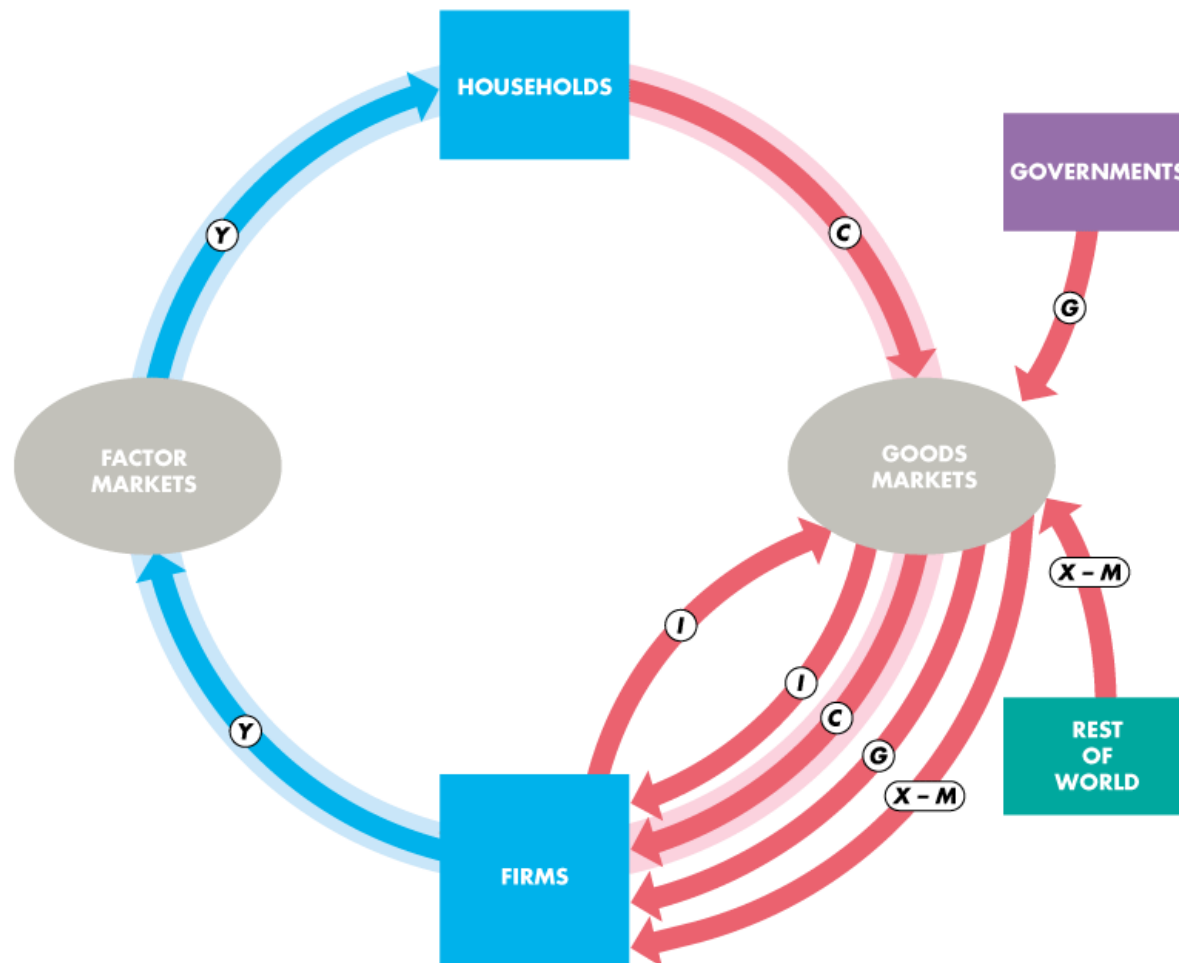 HOUSEHOLDS
GOVERNMENTS
Y
C
G
FACTOR
MARKETS
GOODS
MARKETS
X – M
I
I
C
G
X – M
Y
REST
OF
WORLD
FIRMS